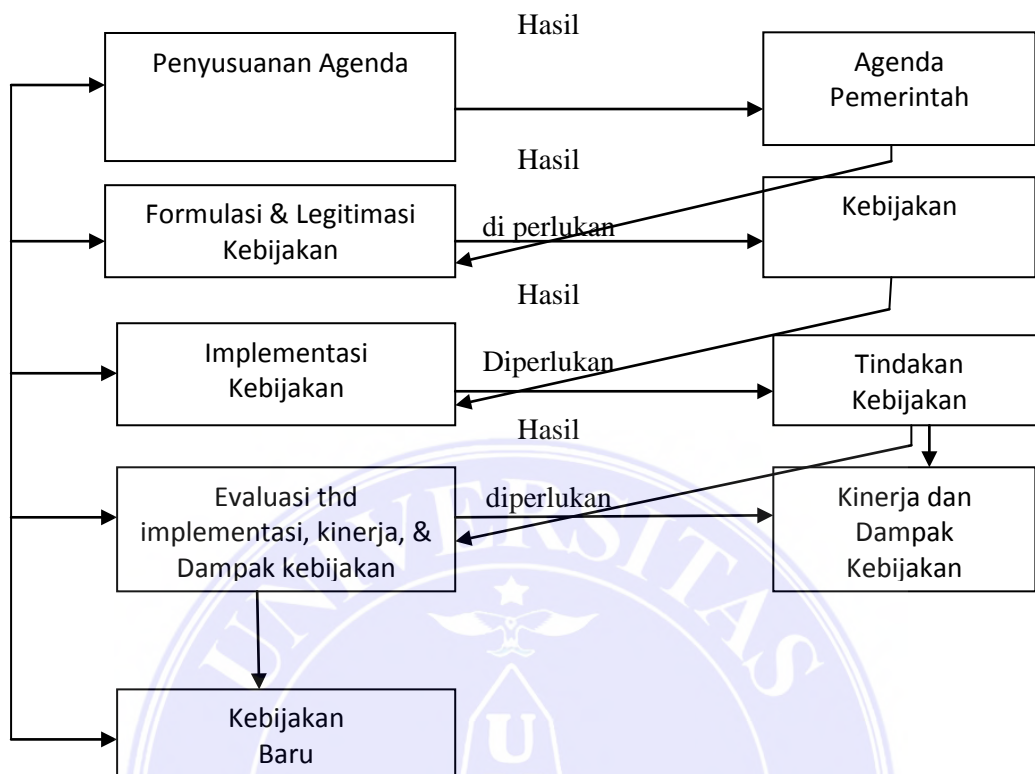 Hasil
Penyusuanan Agenda
Agenda
Pemerintah
Hasil
Formulasi & Legitimasi
Kebijakan
di perlukan
Kebijakan
Hasil
Implementasi
Kebijakan
Diperlukan
Tindakan
Kebijakan
Hasil
Evaluasi thd
implementasi, kinerja, &
Dampak kebijakan
diperlukan
Kinerja dan
Dampak
Kebijakan
UNIVERSITAS
U
Kebijakan
Baru